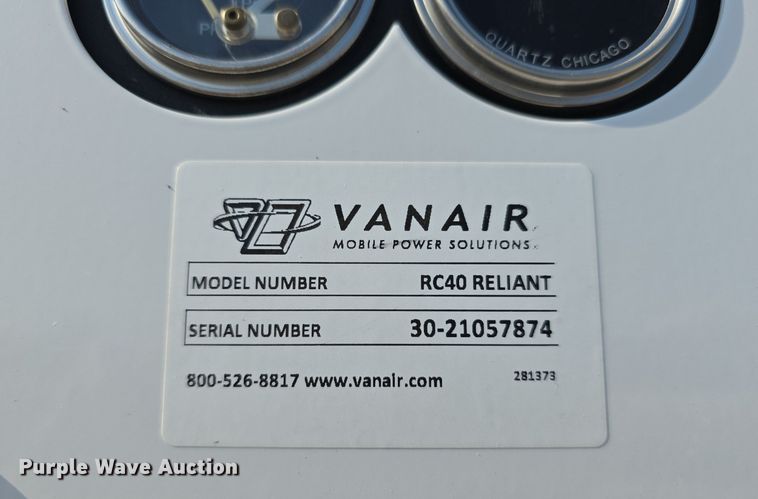 QUARTZ CHICAGO
VANAIR
MOBILE POWER SOLUTIONS
MODEL NUMBER RC40 RELIANT
SERIAL NUMBER 30-21057874
800-526-8817 www.vanair.com 281373
Purple Wave Auction